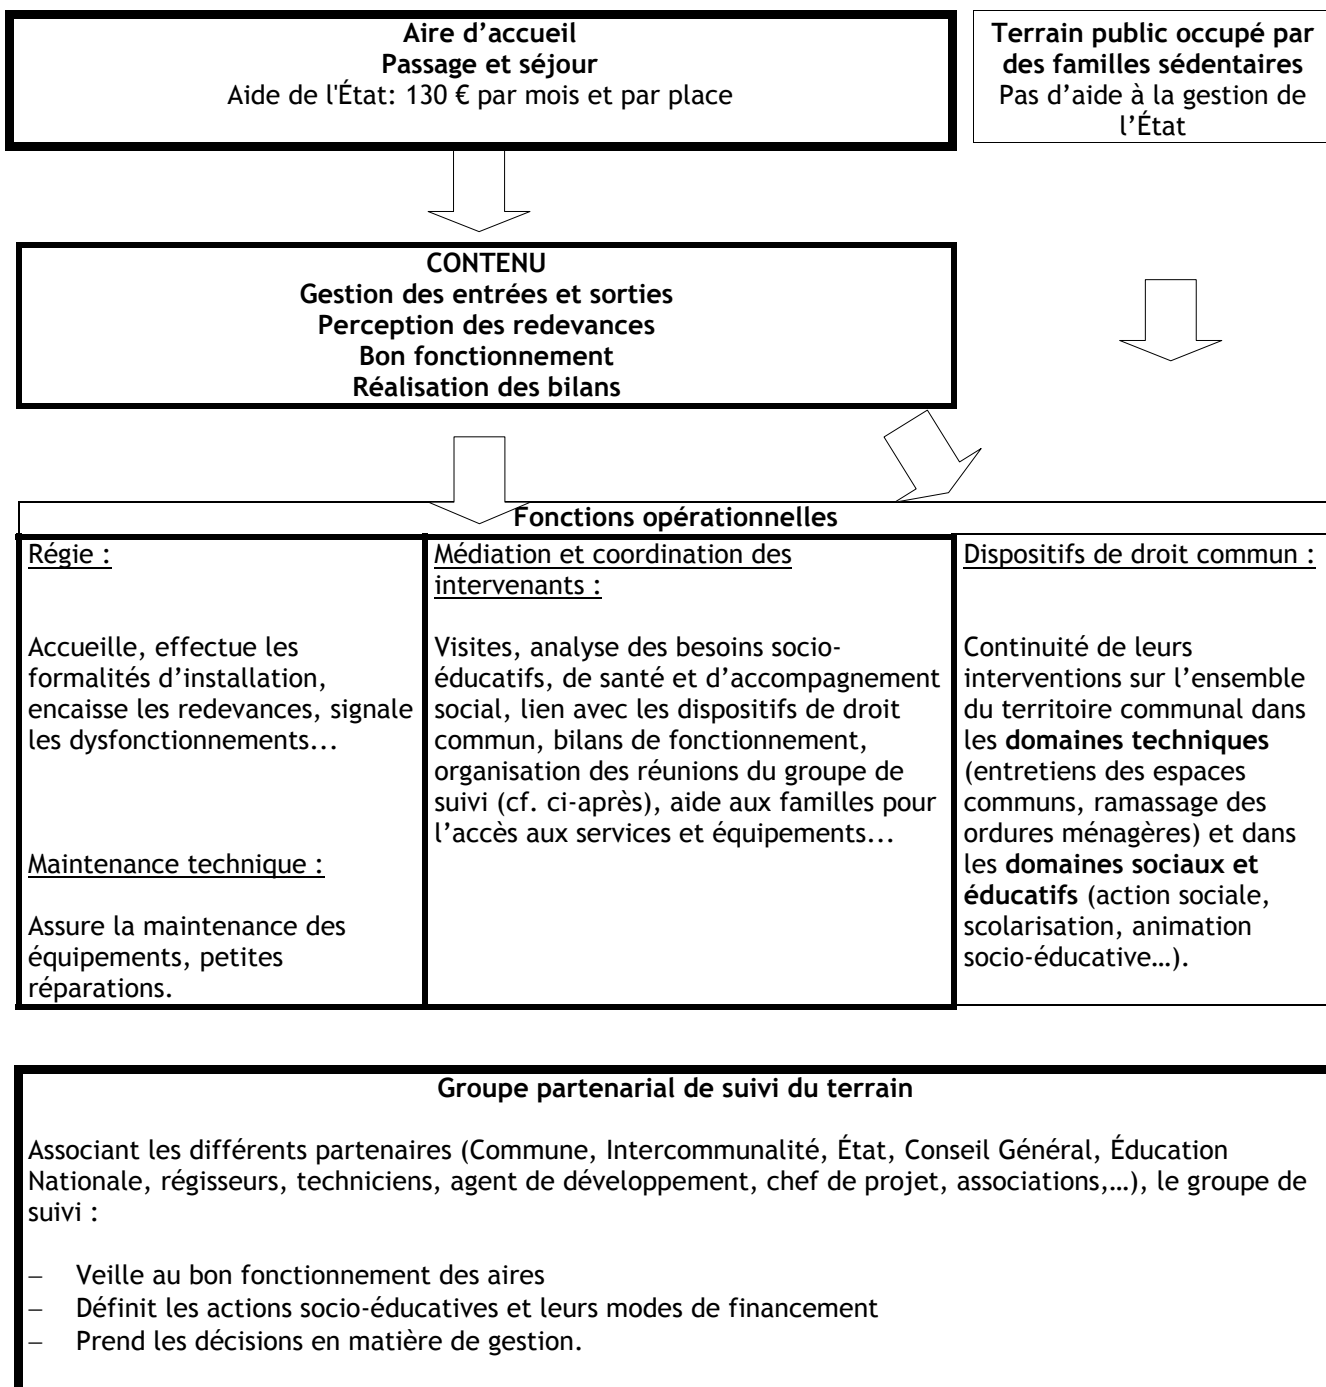 Aire d’accueil
Passage et séjour
Aide de l'État: 130 € par mois et par place
Terrain public occupé par
des familles sédentaires
Pas d’aide à la gestion de
l’État
CONTENU
Gestion des entrées et sorties
Perception des redevances
Bon fonctionnement
Réalisation des bilans
Fonctions opérationnelles
Régie :
Accueille, effectue les
formalités d’installation,
encaisse les redevances, signale
les dysfonctionnements...
Maintenance technique :
Assure la maintenance des
équipements, petites
réparations.
Médiation et coordination des
intervenants :
Visites, analyse des besoins socio-
éducatifs, de santé et d’accompagnement
social, lien avec les dispositifs de droit
commun, bilans de fonctionnement,
organisation des réunions du groupe de
suivi (cf. ci-après), aide aux familles pour
l’accès aux services et équipements...
Dispositifs de droit commun :
Continuité de leurs
interventions sur l’ensemble
du territoire communal dans
les domaines techniques
(entretiens des espaces
communs, ramassage des
ordures ménagères) et dans
les domaines sociaux et
éducatifs (action sociale,
scolarisation, animation
socio-éducative…).
Groupe partenarial de suivi du terrain
Associant les différents partenaires (Commune, Intercommunalité, État, Conseil Général, Éducation
Nationale, régisseurs, techniciens, agent de développement, chef de projet, associations,…), le groupe de
suivi :
− Veille au bon fonctionnement des aires
− Définit les actions socio-éducatives et leurs modes de financement
− Prend les décisions en matière de gestion.